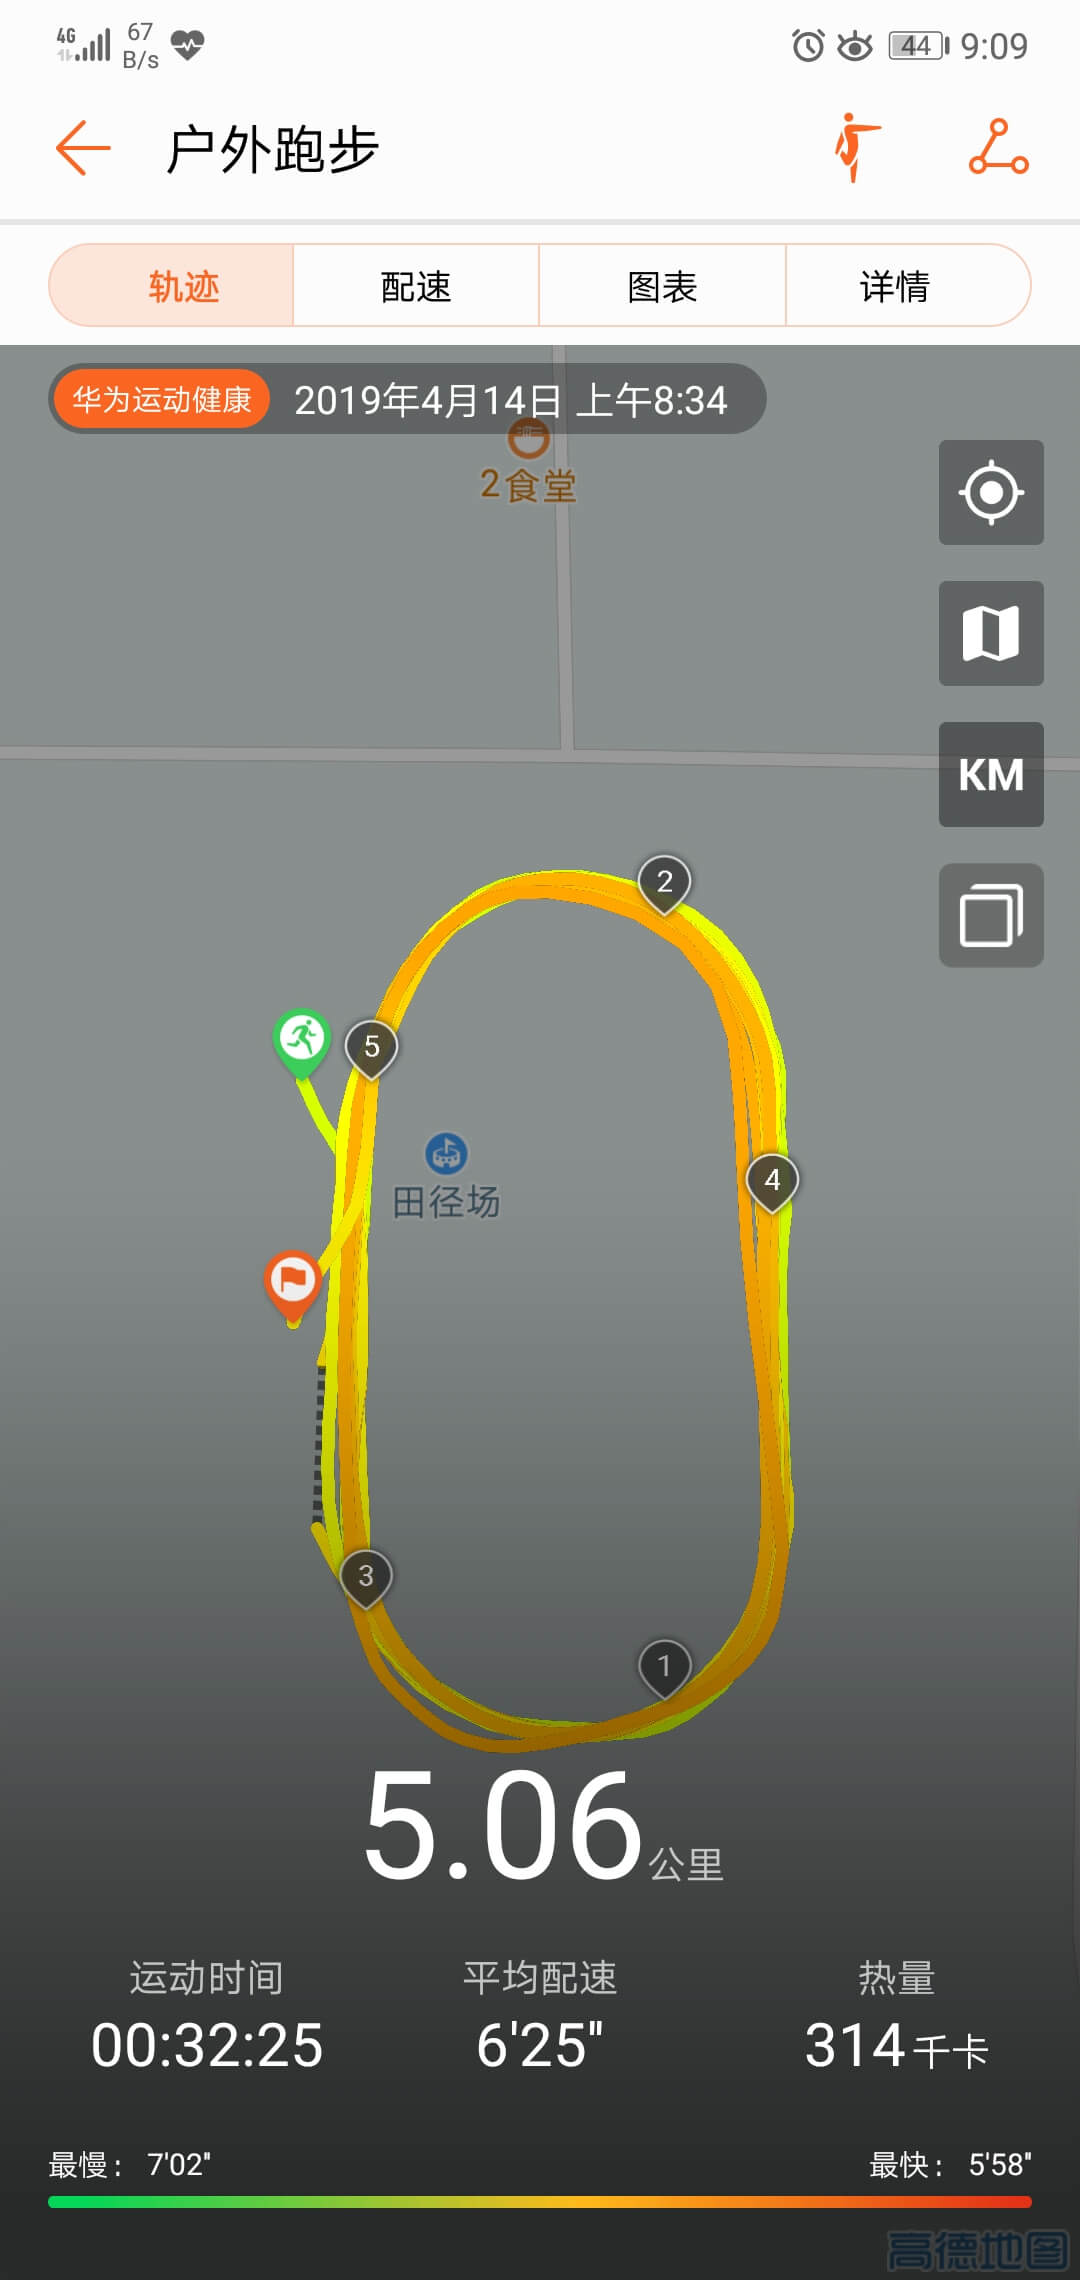 4G 67 B/s 44 9:09
户外跑步
轨迹 配速 图表 详情
华为运动健康 2019年4月14日 上午8:34
2食堂
KM
2
5
田径场
4
3
1
5.06公里
运动时间 平均配速 热量
00:32:25 6'25" 314千卡
最慢： 7'02" 最快： 5'58"
高德地图